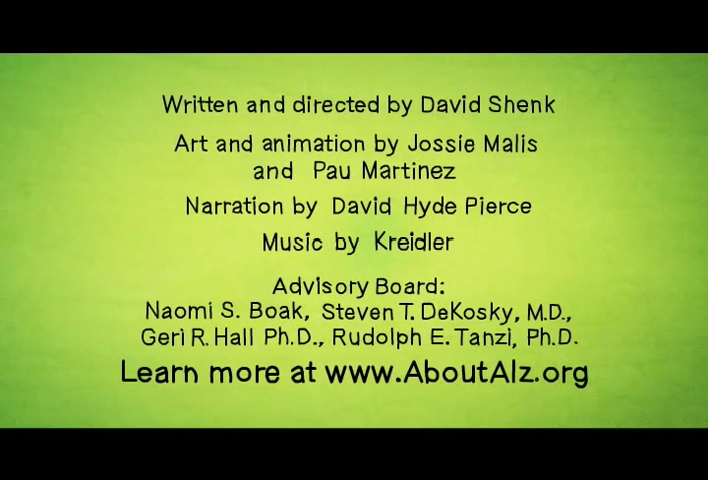 Written and directed by David Shenk
Art and animation by Jossie Malis
and Pau Martinez
Narration by David Hyde Pierce
Music by Kreidler
Advisory Board:
Naomi S. Boak, Steven T. DeKosky, M.D.,
Geri R. Hall Ph.D., Rudolph E. Tanzi, Ph.D.
Learn more at www.AboutAlz.org